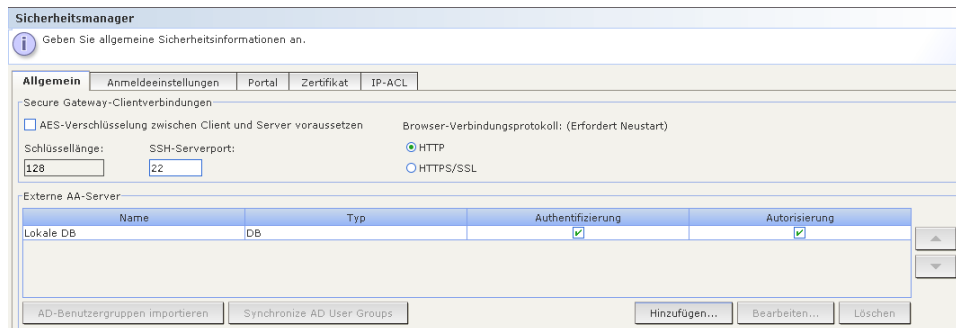 Sicherheitsmanager
Geben Sie allgemeine Sicherheitsinformationen an.
Allgemein Anmeldeeinstellungen Portal Zertifikat IP-ACL
Secure Gateway-Clientverbindungen
AES-Verschlüsselung zwischen Client und Server voraussetzen Browser-Verbindungsprotokoll: (Erfordert Neustart)
Schlüssellänge: SSH-Serverport: HTTP
128 22 HTTPS/SSL
Externe AA-Server
Name Typ Authentifizierung Autorisierung
Lokale DB DB
AD-Benutzergruppen importieren Synchronize AD User Groups Hinzufügen... Bearbeiten... Löschen